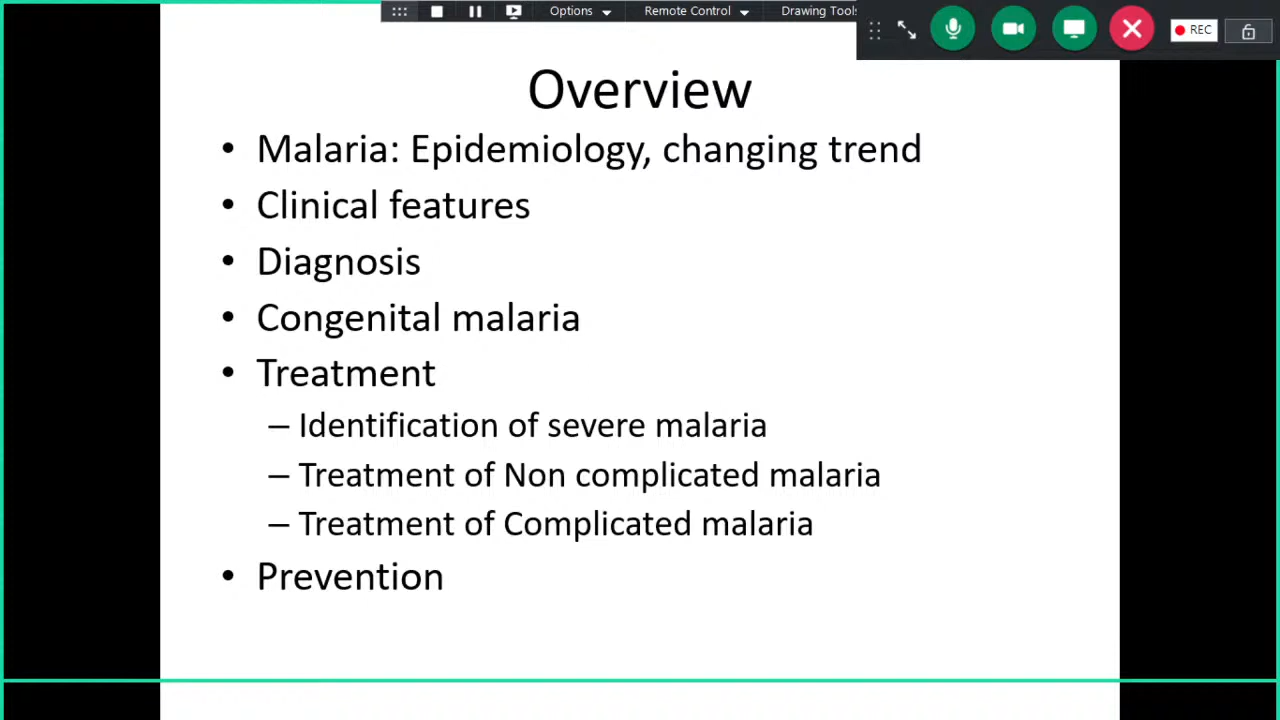 Options
Remote Control
Drawing Tools
REC
Overview
• Malaria: Epidemiology, changing trend
• Clinical features
• Diagnosis
• Congenital malaria
• Treatment
– Identification of severe malaria
– Treatment of Non complicated malaria
– Treatment of Complicated malaria
• Prevention